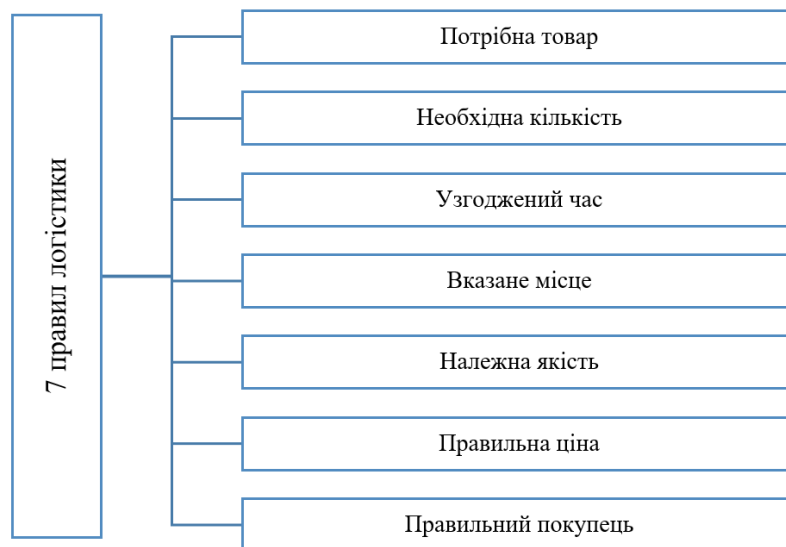 7 правил логістики
Потрібна товар
Необхідна кількість
Узгоджений час
Вказане місце
Належна якість
Правильна ціна
Правильний покупець